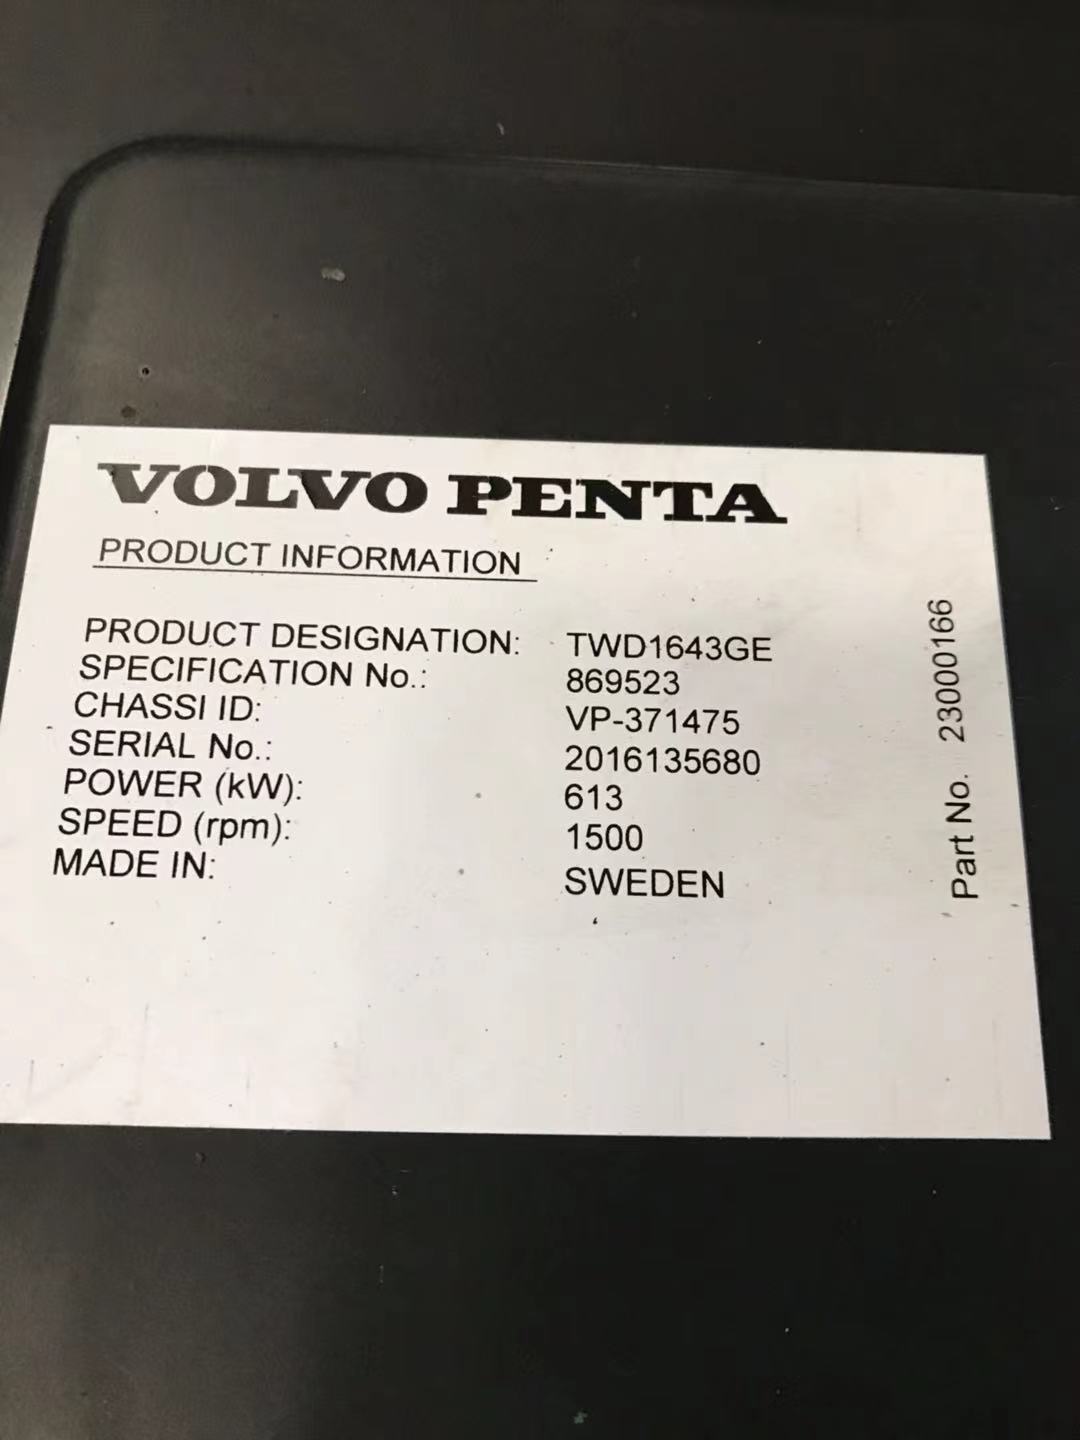 VOLVO PENTA
PRODUCT INFORMATION
PRODUCT DESIGNATION: TWD1643GE
SPECIFICATION No.: 869523
CHASSI ID: VP-371475
SERIAL No.: 2016135680
POWER (kW): 613
SPEED (rpm): 1500
MADE IN: SWEDEN
Part No. 23000166